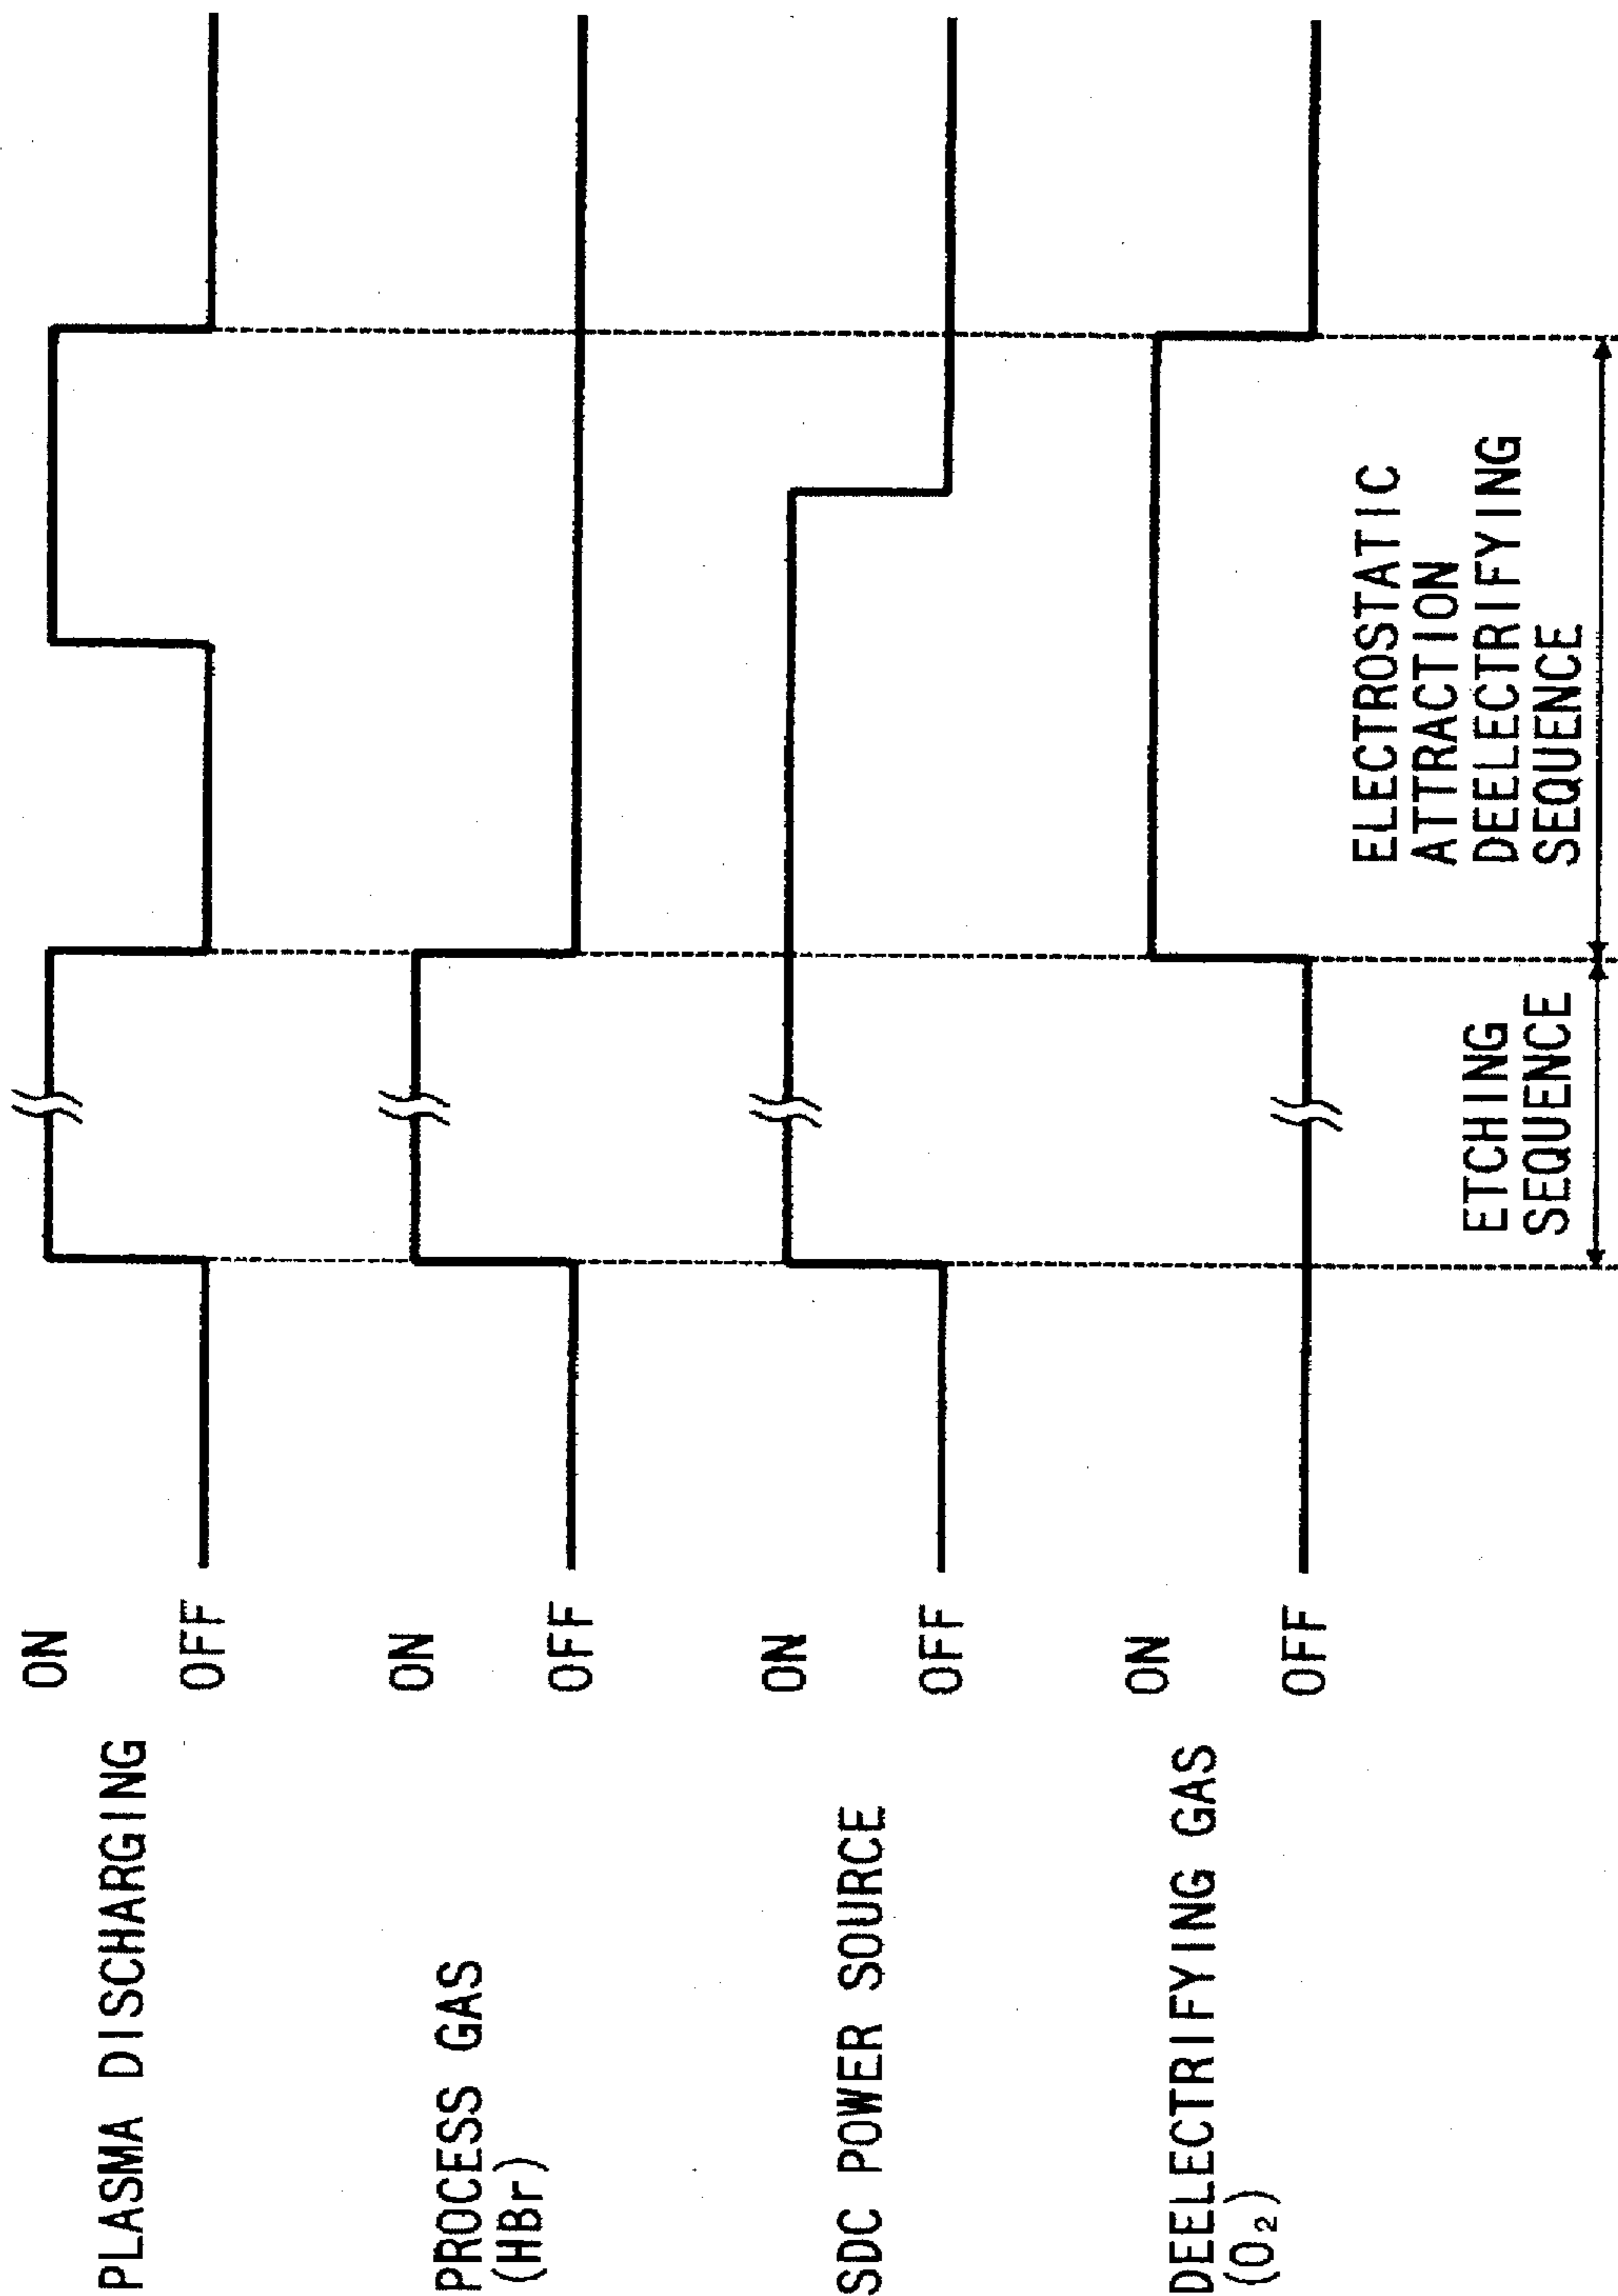 PLASMA DISCHARGING
ON
OFF
PROCESS GAS
(HBr)
ON
OFF
SDC POWER SOURCE
ON
OFF
DEELECTRIFYING GAS
(O₂)
ON
OFF
ETCHING
SEQUENCE
ELECTROSTATIC
ATTRACTION
DEELECTRIFYING
SEQUENCE